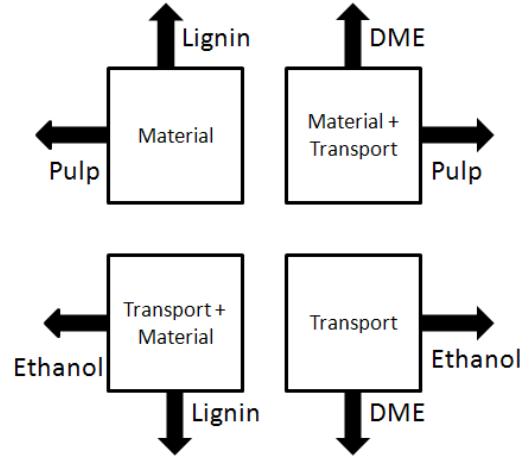 Lignin
DME
Material
Material +
Transport
Pulp
Pulp
Transport +
Material
Transport
Ethanol
Ethanol
Lignin
DME